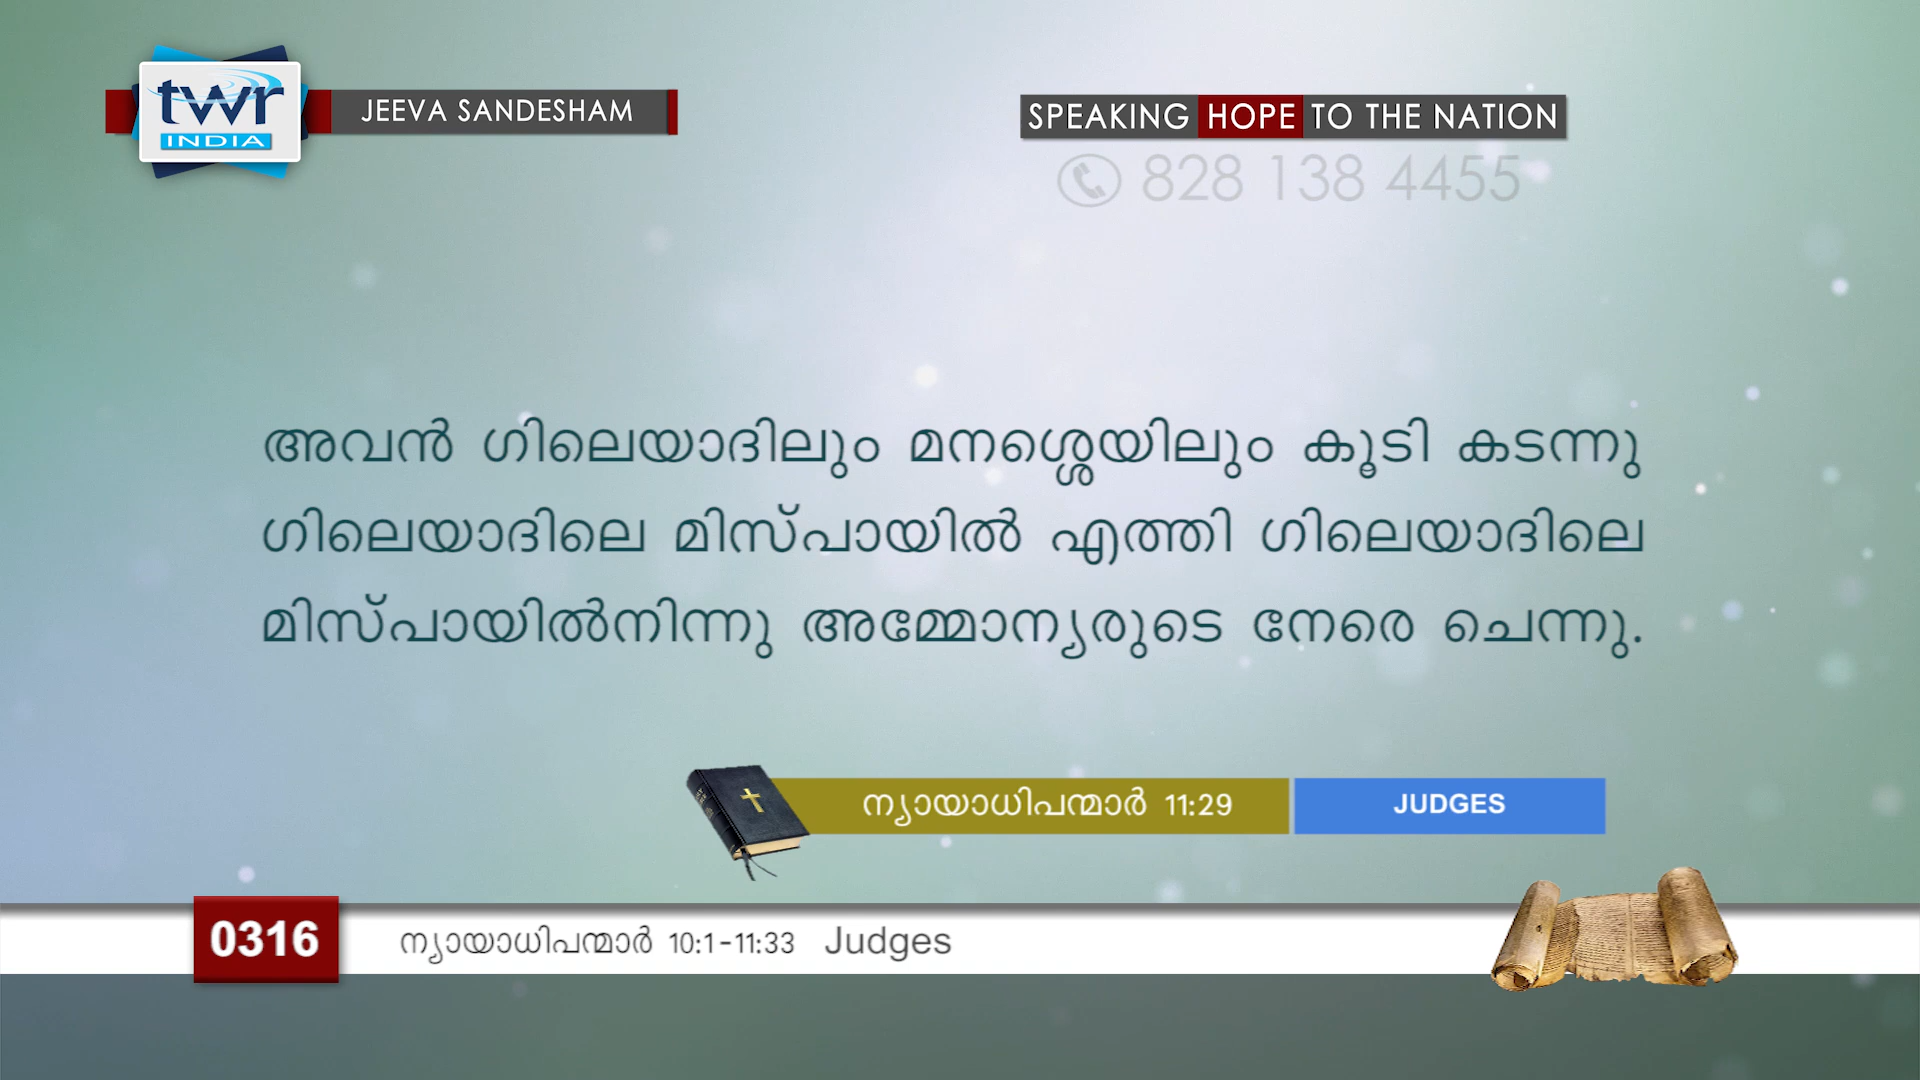 twr
INDIA
JEEVA SANDESHAM
SPEAKING HOPE TO THE NATION
828 138 4455
അവൻ ഗിലെയാദിലും മനശ്ശെയിലും കൂടി കടന്നു
ഗിലെയാദിലെ മിസ്പായിൽ എത്തി ഗിലെയാദിലെ
മിസ്പായിൽനിന്നു അമ്മോന്യരുടെ നേരെ ചെന്നു.
ന്യായാധിപന്മാർ 11:29
JUDGES
0316
ന്യായാധിപന്മാർ 10:1-11:33 Judges